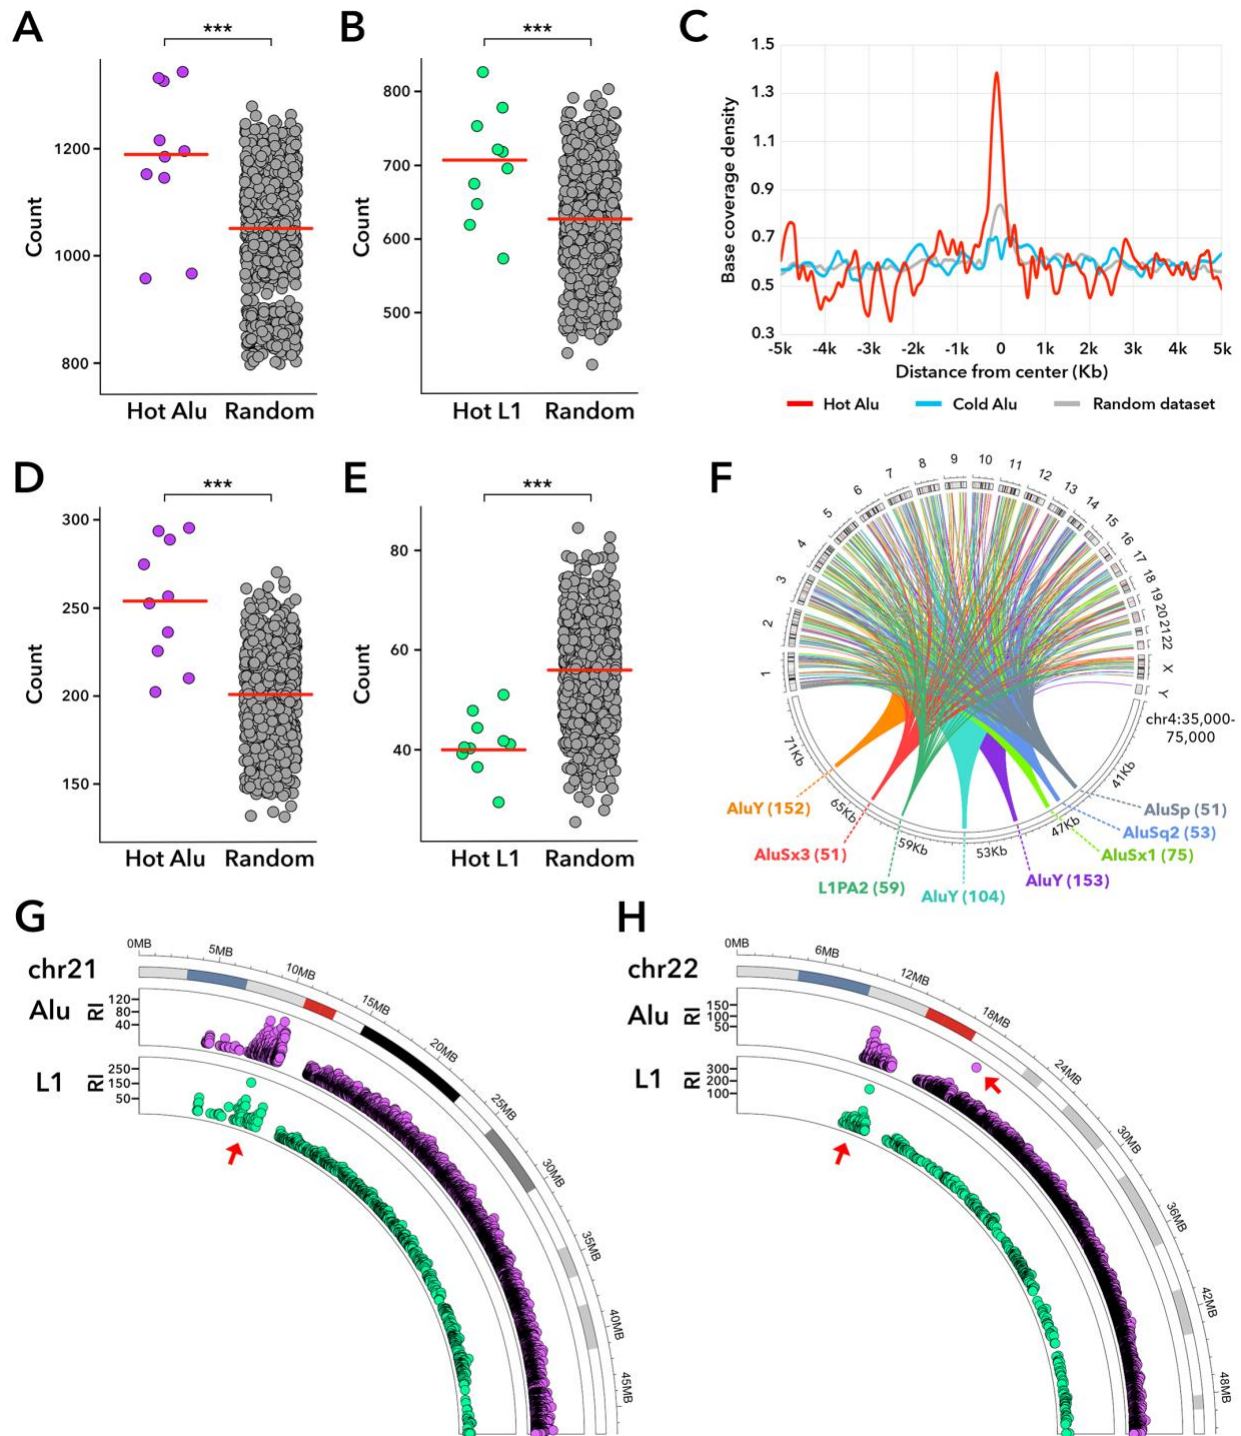 A
***
Count
1200
1000
800
Hot Alu Random
B
***
Count
800
700
600
500
Hot L1 Random
C
Base coverage density
1.5
1.3
1.1
0.9
0.7
0.5
0.3
-5k -4k -3k -2k -1k 0 1k 2k 3k 4k 5k
Distance from center (Kb)
Hot Alu Cold Alu Random dataset
D
***
Count
300
250
200
150
Hot Alu Random
E
***
Count
80
60
40
Hot L1 Random
F
1 2 3 4 5 6 7 8 9 10 11 12 13 14 15 16 17 18 19 20 21 22 X Y
chr4:35,000-
75,000
71Kb 65Kb 59Kb 53Kb 47Kb 41Kb
AluY (152)
AluSx3 (51)
L1PA2 (59)
AluY (104)
AluY (153)
AluSx1 (75)
AluSq2 (53)
AluSp (51)
G
chr21
0MB 5MB 10MB 15MB 20MB 25MB 30MB 35MB 40MB 45MB
Alu RI
120
80
40
L1 RI
250
150
50
H
chr22
0MB 6MB 12MB 18MB 24MB 30MB 36MB 42MB 48MB
Alu RI
150
100
50
L1 RI
300
200
100